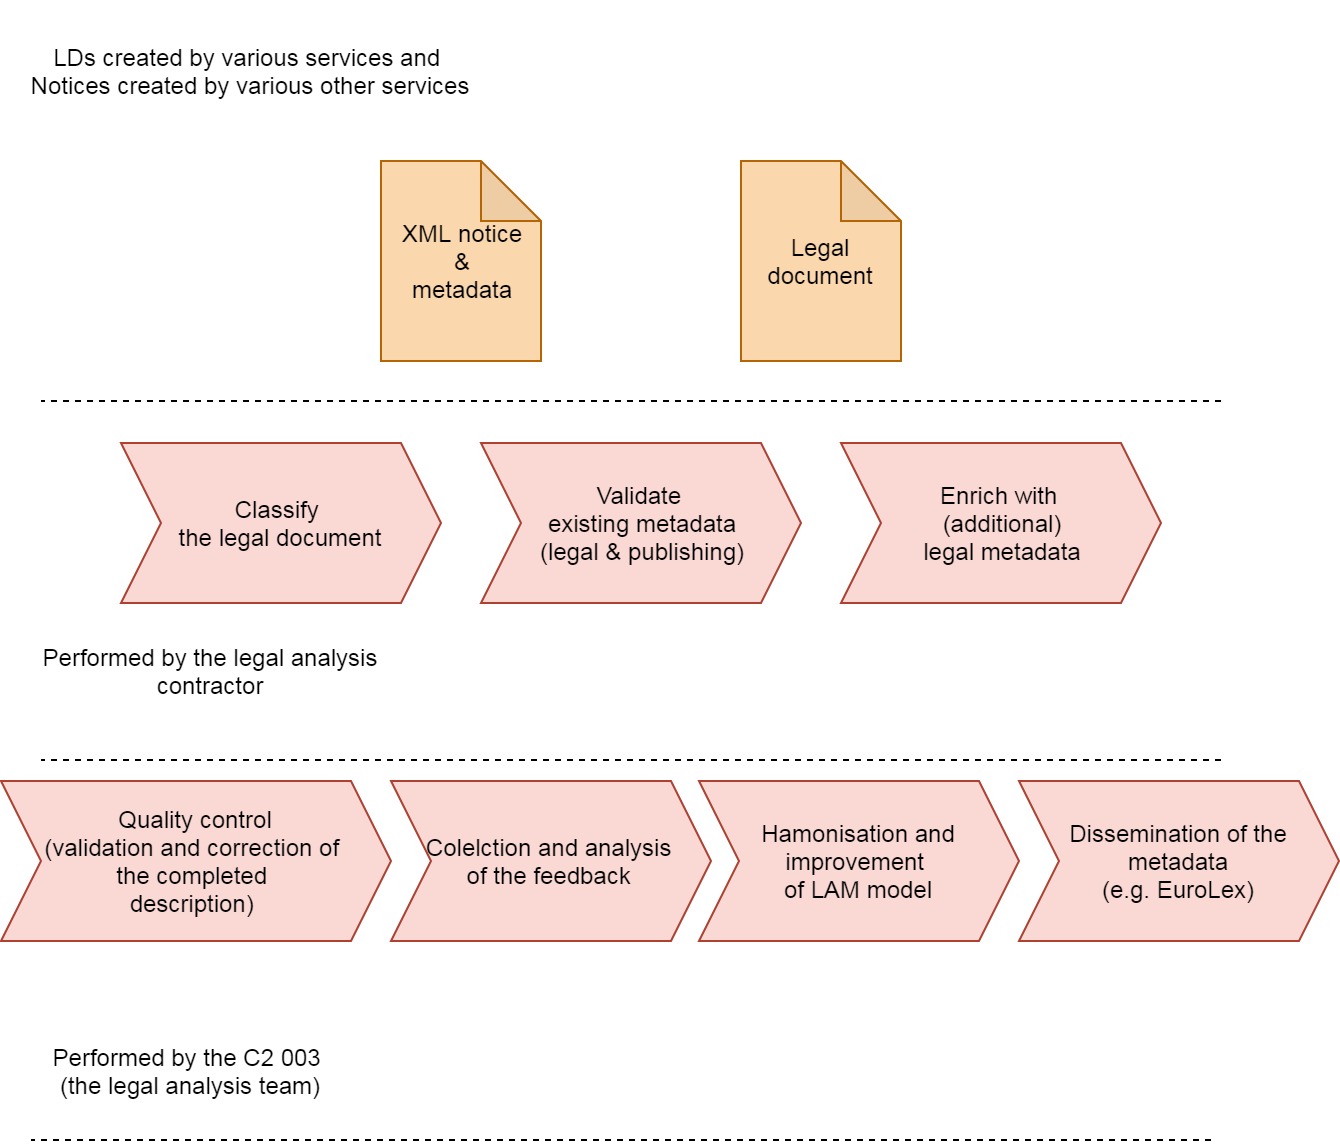 LDs created by various services and
Notices created by various other services
XML notice
&
metadata
Legal
document
Classify
the legal document
Validate
existing metadata
(legal & publishing)
Enrich with
(additional)
legal metadata
Performed by the legal analysis
contractor
Quality control
(validation and correction of
the completed
description)
Colelction and analysis
of the feedback
Hamonisation and
improvement
of LAM model
Dissemination of the
metadata
(e.g. EuroLex)
Performed by the C2 003
(the legal analysis team)